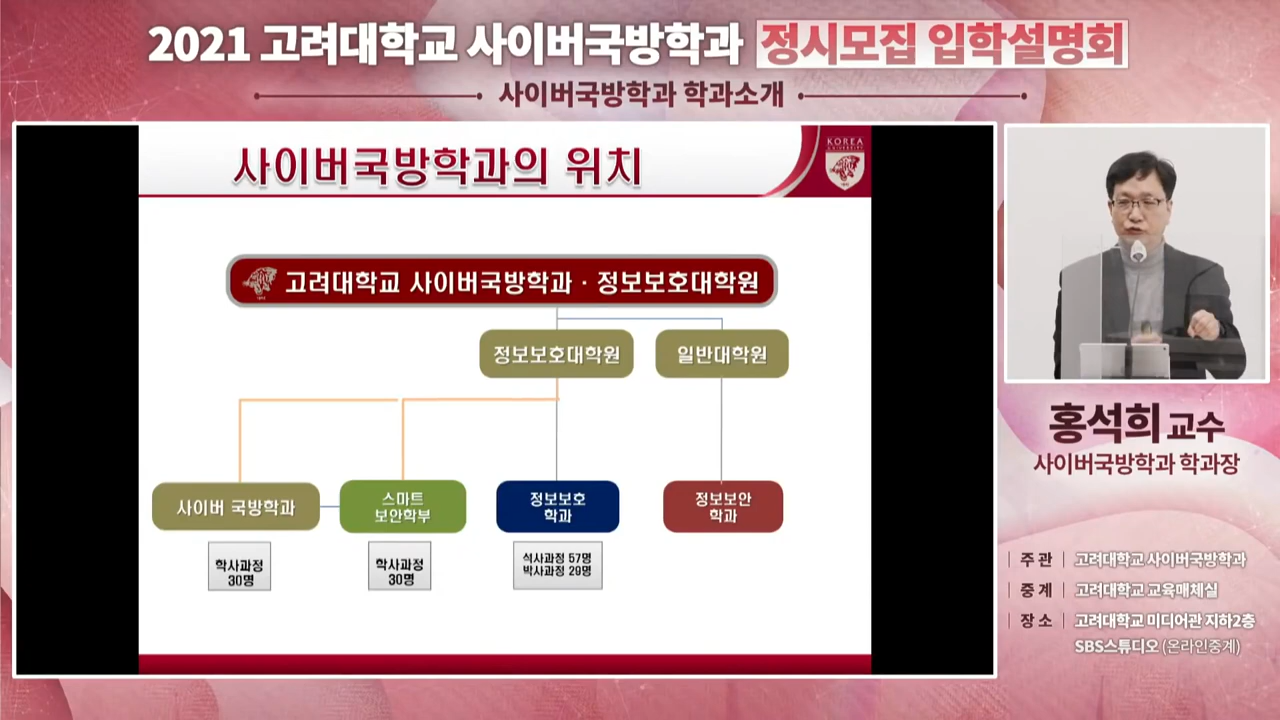 2021 고려대학교 사이버국방학과 정시모집 입학설명회
사이버국방학과 학과소개
사이버국방학과의 위치
KOREA
UNIVERSITY
고려대학교 사이버국방학과 · 정보보호대학원
정보보호대학원
일반대학원
사이버 국방학과
스마트
보안학부
정보보호
학과
정보보안
학과
학사과정
30명
학사과정
30명
석사과정 57명
박사과정 29명
홍석희 교수
사이버국방학과 학과장
주 관 | 고려대학교 사이버국방학과
중 계 | 고려대학교 교육매체실
장 소 | 고려대학교 미디어관 지하2층
SBS스튜디오 (온라인중계)